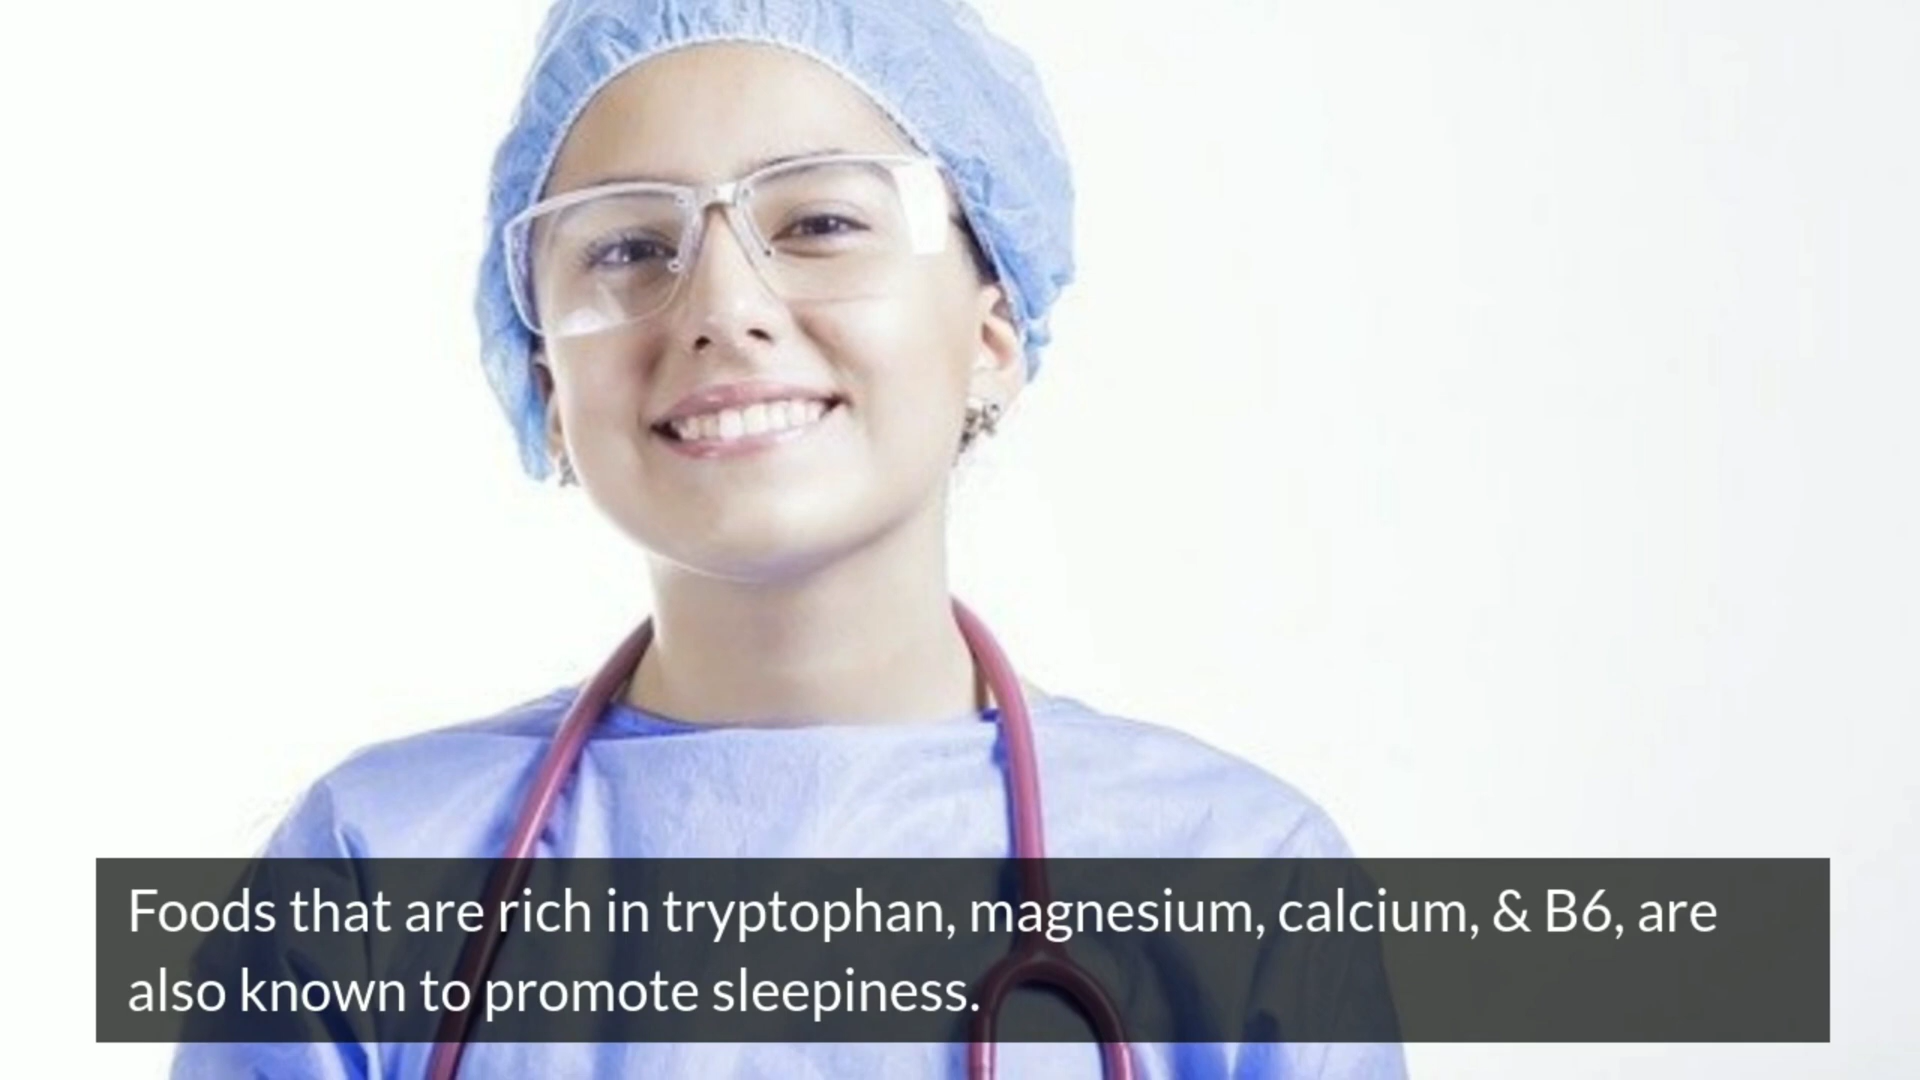 Foods that are rich in tryptophan, magnesium, calcium, & B6, are
also known to promote sleepiness.